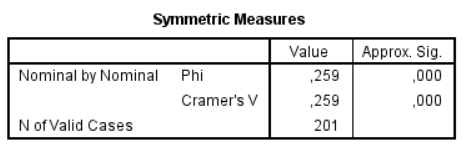 Symmetric Measures
Value Approx. Sig.
Nominal by Nominal Phi ,259 ,000
Cramer's V ,259 ,000
N of Valid Cases 201